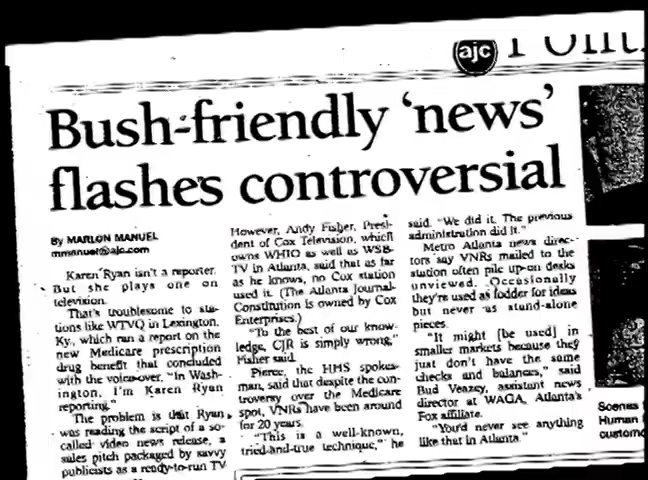 ajc
Bush-friendly 'news'
flashes controversial
By MARLON MANUEL
mmanuel@ajc.com
Karen Ryan isn't a reporter.
But she plays one on
television.
That's troublesome to sta-
tions like WTVQ in Lexington,
Ky., which ran a report on the
new Medicare prescription
drug benefit that concluded
with the voice-over, "In Wash-
ington, I'm Karen Ryan
reporting."
The problem is that Ryan
was reading the script of a so-
called video news release, a
sales pitch packaged by savvy
publicists as a ready-to-run TV
However, Andy Fisher, Presi-
dent of Cox Television, which
owns WHIO as well as WSB-
TV in Atlanta, said that as far
as he knows, no Cox station
used it. (The Atlanta Journal-
Constitution is owned by Cox
Enterprises.)
"To the best of our know-
ledge, CJR is simply wrong,"
Fisher said.
Pierce, the HHS spokes-
man, said that despite the con-
troversy over the Medicare
spot, VNRs have been around
for 20 years.
"This is a well-known,
tried-and-true technique," he
said. "We did it. The previous
administration did it."
Metro Atlanta news direc-
tors say VNRs mailed to the
station often pile up on desks
unviewed. Occasionally
they're used as fodder for ideas
but never as stand-alone
pieces.
"It might [be used] in
smaller markets because they
just don't have the same
checks and balances," said
Bud Veazey, assistant news
director at WAGA, Atlanta's
Fox affiliate.
"You'd never see anything
like that in Atlanta."
Scenes
Human
custom